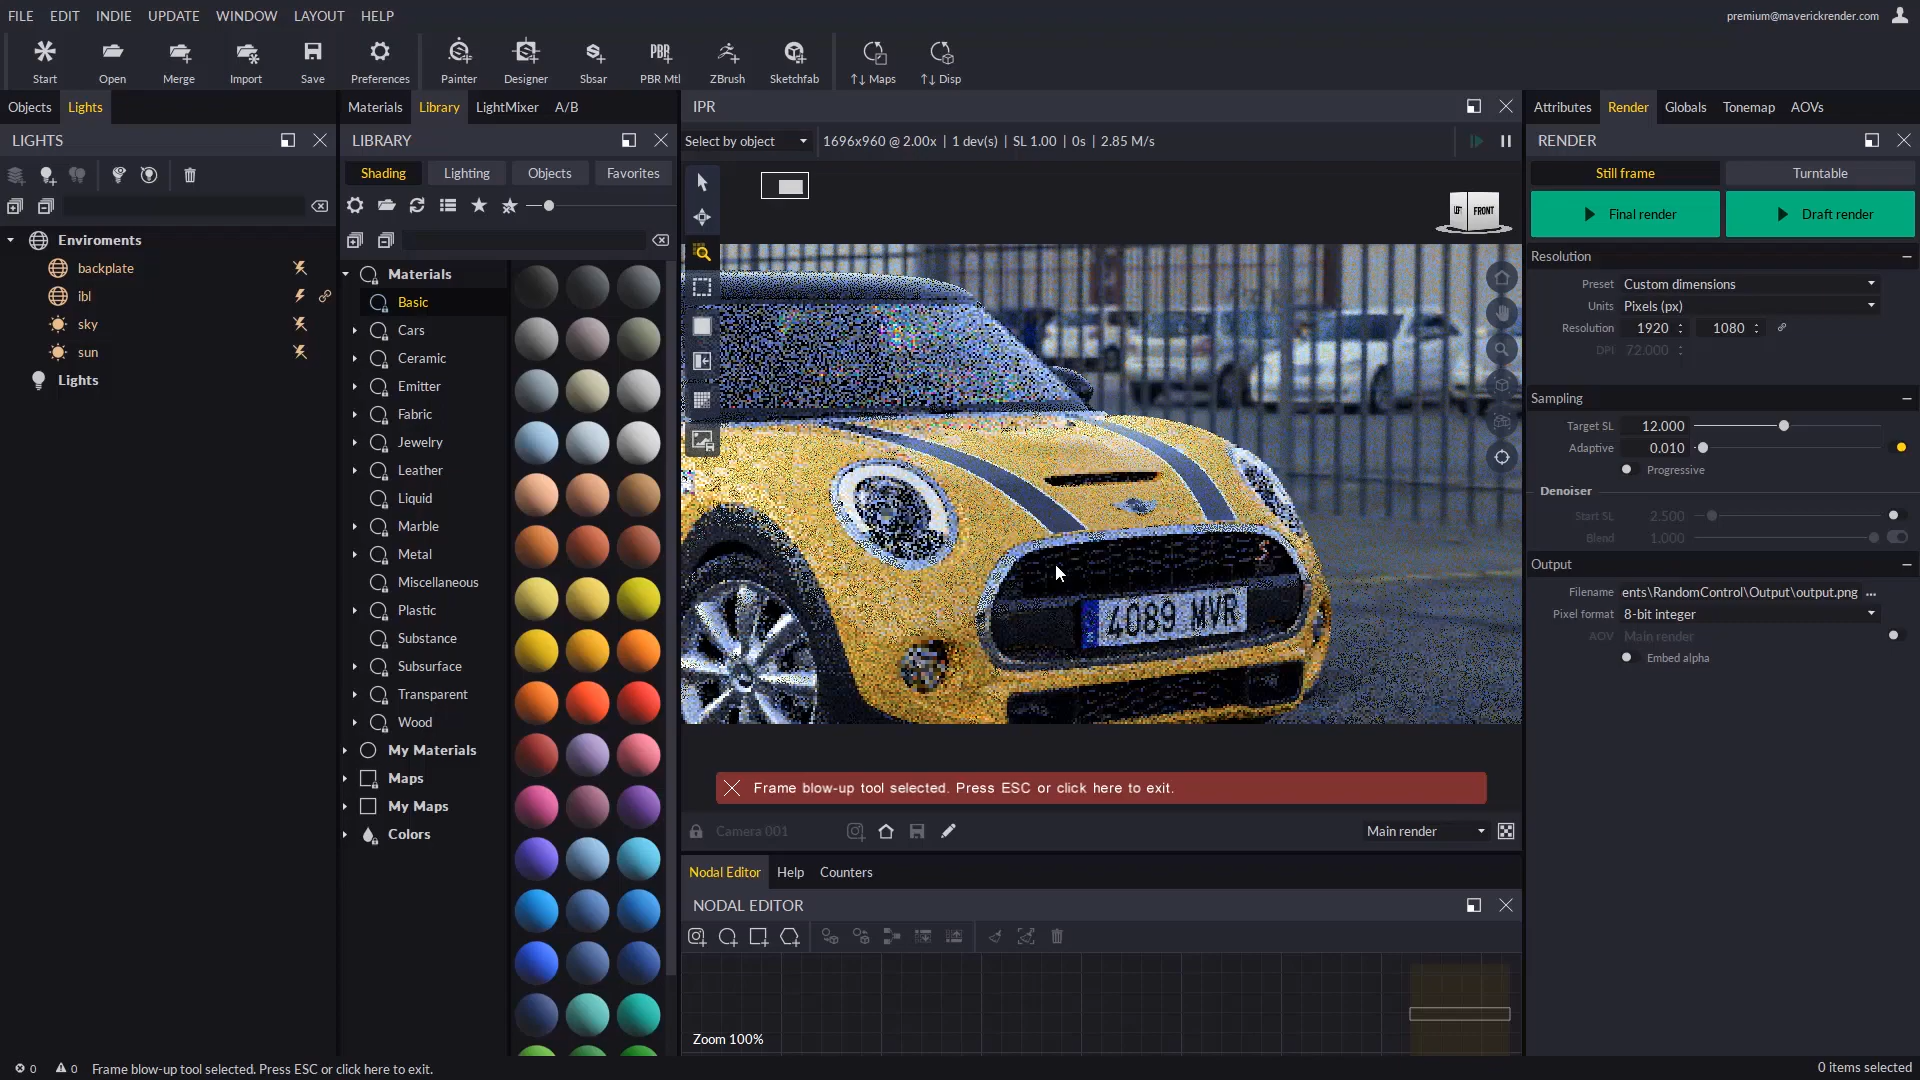 FILE EDIT INDIE UPDATE WINDOW LAYOUT HELP
premium@maverickrender.com
Start Open Merge Import Save Preferences Painter Designer Sbsar PBR Mtl ZBrush Sketchfab ↑↓ Maps ↑↓ Disp
PBR
Objects Lights
LIGHTS
Enviroments
backplate
ibl
sky
sun
Lights
Materials Library LightMixer A/B
LIBRARY
Shading Lighting Objects Favorites
Materials
Basic
Cars
Ceramic
Emitter
Fabric
Jewelry
Leather
Liquid
Marble
Metal
Miscellaneous
Plastic
Substance
Subsurface
Transparent
Wood
My Materials
Maps
My Maps
Colors
IPR
Select by object 1696x960 @ 2.00x | 1 dev(s) | SL 1.00 | 0s | 2.85 M/s
FRONT
4089 MVR
Frame blow-up tool selected. Press ESC or click here to exit.
Camera 001
Main render
Nodal Editor Help Counters
NODAL EDITOR
Zoom 100%
Attributes Render Globals Tonemap AOVs
RENDER
Still frame Turntable
Final render Draft render
Resolution
Preset Custom dimensions
Units Pixels (px)
Resolution 1920 1080
DPI 72.000
Sampling
Target SL 12.000
Adaptive 0.010
Progressive
Denoiser
Start SL 2.500
Blend 1.000
Output
Filename ents\RandomControl\Output\output.png ...
Pixel format 8-bit integer
AOV Main render
Embed alpha
0 0 Frame blow-up tool selected. Press ESC or click here to exit.
0 items selected